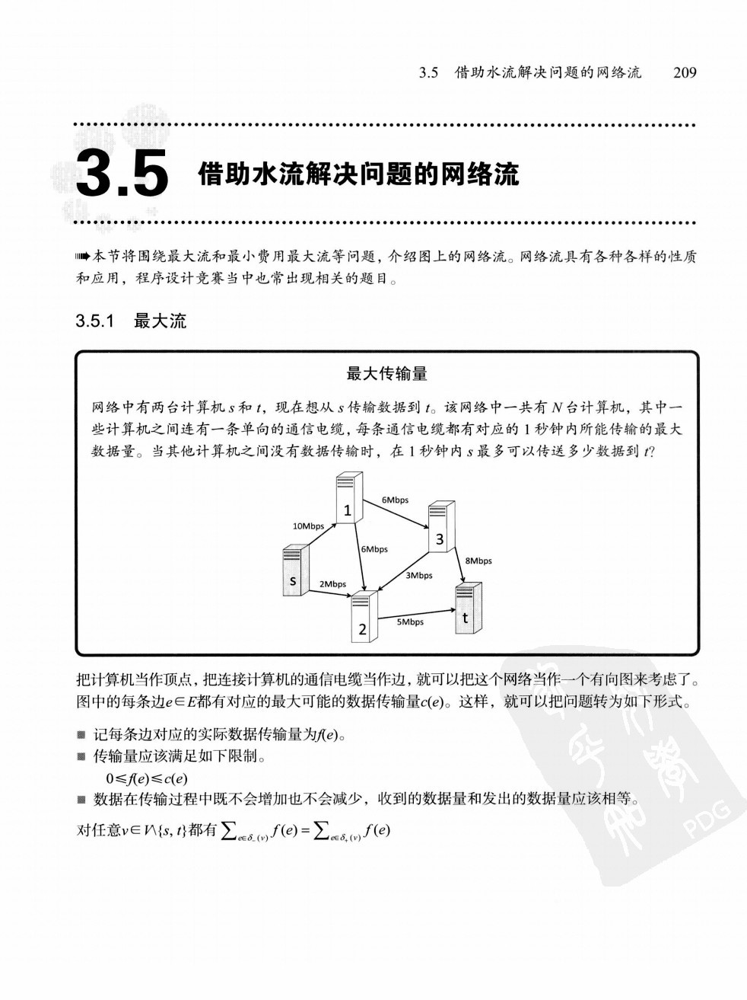 3.5 借助水流解决问题的网络流 209
3.5 借助水流解决问题的网络流
➠本节将围绕最大流和最小费用最大流等问题，介绍图上的网络流。网络流具有各种各样的性质
和应用，程序设计竞赛当中也常出现相关的题目。
3.5.1 最大流
最大传输量
网络中有两台计算机 s 和 t，现在想从 s 传输数据到 t。该网络中一共有 N 台计算机，其中一
些计算机之间连有一条单向的通信电缆，每条通信电缆都有对应的 1 秒钟内所能传输的最大
数据量。当其他计算机之间没有数据传输时，在 1 秒钟内 s 最多可以传送多少数据到 t？
1
6Mbps
10Mbps
3
6Mbps
8Mbps
s
2Mbps
3Mbps
2
5Mbps
t
把计算机当作顶点，把连接计算机的通信电缆当作边，就可以把这个网络当作一个有向图来考虑了。
图中的每条边e∈E都有对应的最大可能的数据传输量c(e)。这样，就可以把问题转为如下形式。
■ 记每条边对应的实际数据传输量为f(e)。
■ 传输量应该满足如下限制。
0≤f(e)≤c(e)
■ 数据在传输过程中既不会增加也不会减少，收到的数据量和发出的数据量应该相等。
对任意v∈V\{s, t}都有 ∑e∈δ₋(v) f(e) = ∑e∈δ₊(v) f(e)
PDG